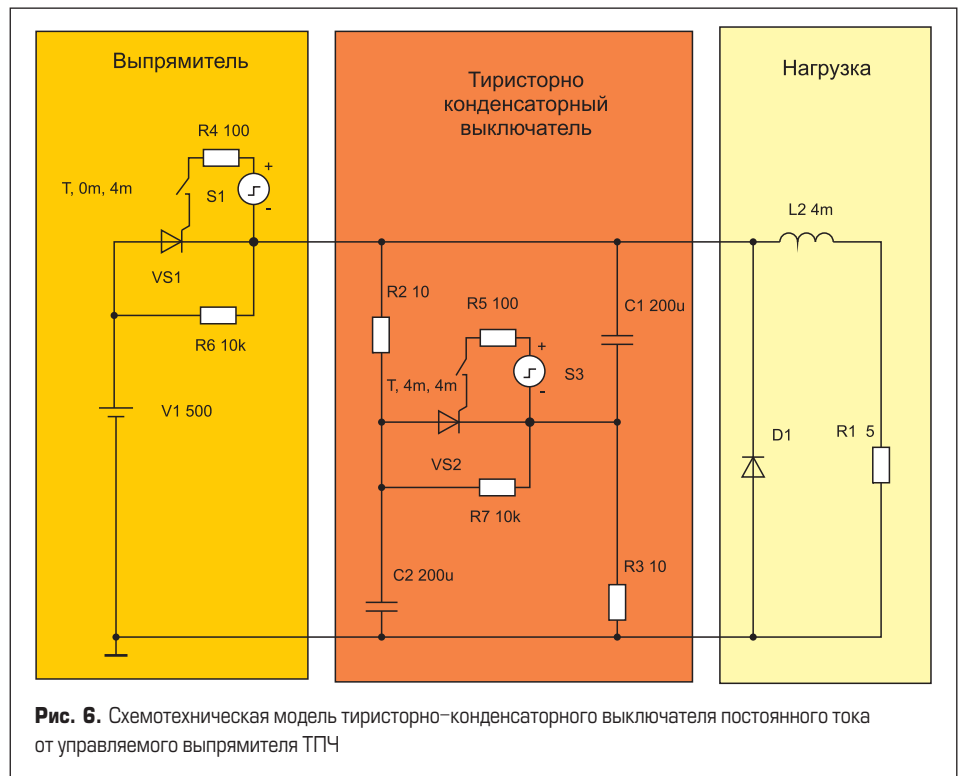 Выпрямитель
R4 100
+
T, 0m, 4m
S1
-
VS1
R6 10k
V1 500
Тиристорно
конденсаторный
выключатель
R2 10
R5 100
C1 200u
+
S3
T, 4m, 4m
-
VS2
R7 10k
C2 200u
R3 10
Нагрузка
L2 4m
D1
R1 5
Рис. 6. Схемотехническая модель тиристорно–конденсаторного выключателя постоянного тока
от управляемого выпрямителя ТПЧ